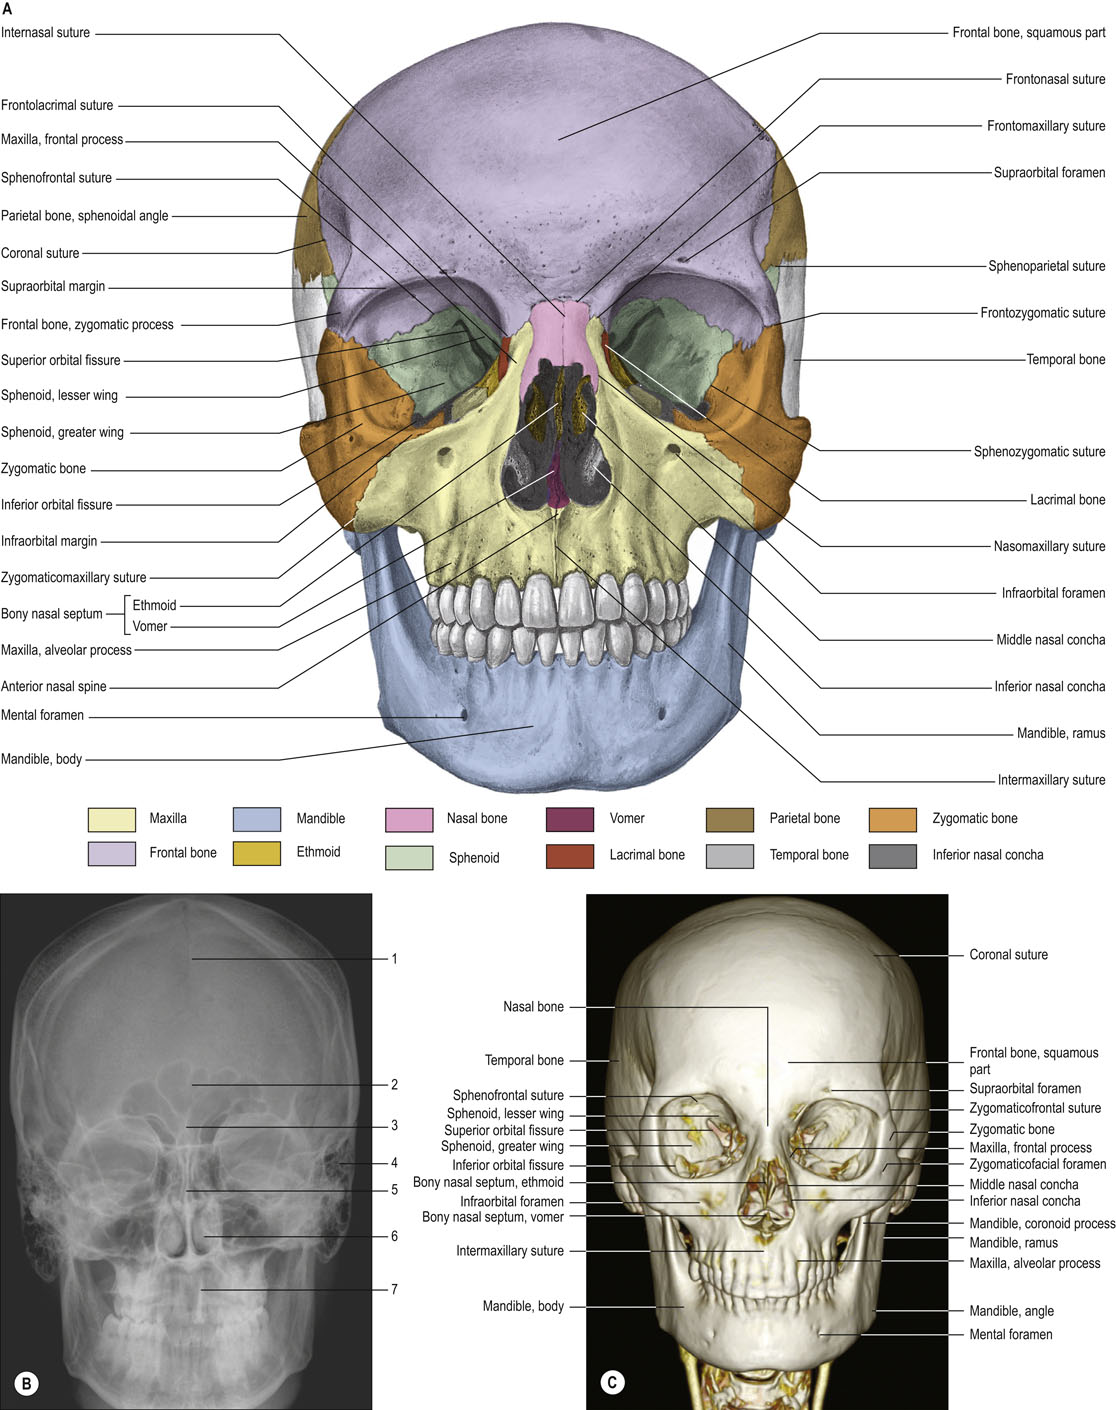 A
Internasal suture
Frontolacrimal suture
Maxilla, frontal process
Sphenofrontal suture
Parietal bone, sphenoidal angle
Coronal suture
Supraorbital margin
Frontal bone, zygomatic process
Superior orbital fissure
Sphenoid, lesser wing
Sphenoid, greater wing
Zygomatic bone
Inferior orbital fissure
Infraorbital margin
Zygomaticomaxillary suture
Bony nasal septum
Ethmoid
Vomer
Maxilla, alveolar process
Anterior nasal spine
Mental foramen
Mandible, body
Frontal bone, squamous part
Frontonasal suture
Frontomaxillary suture
Supraorbital foramen
Sphenoparietal suture
Frontozygomatic suture
Temporal bone
Sphenozygomatic suture
Lacrimal bone
Nasomaxillary suture
Infraorbital foramen
Middle nasal concha
Inferior nasal concha
Mandible, ramus
Intermaxillary suture
Maxilla
Mandible
Nasal bone
Vomer
Parietal bone
Zygomatic bone
Frontal bone
Ethmoid
Sphenoid
Lacrimal bone
Temporal bone
Inferior nasal concha
1
2
3
4
5
6
7
B
Nasal bone
Temporal bone
Sphenofrontal suture
Sphenoid, lesser wing
Superior orbital fissure
Sphenoid, greater wing
Inferior orbital fissure
Bony nasal septum, ethmoid
Infraorbital foramen
Bony nasal septum, vomer
Intermaxillary suture
Mandible, body
C
Coronal suture
Frontal bone, squamous
part
Supraorbital foramen
Zygomaticofrontal suture
Zygomatic bone
Maxilla, frontal process
Zygomaticofacial foramen
Middle nasal concha
Inferior nasal concha
Mandible, coronoid process
Mandible, ramus
Maxilla, alveolar process
Mandible, angle
Mental foramen